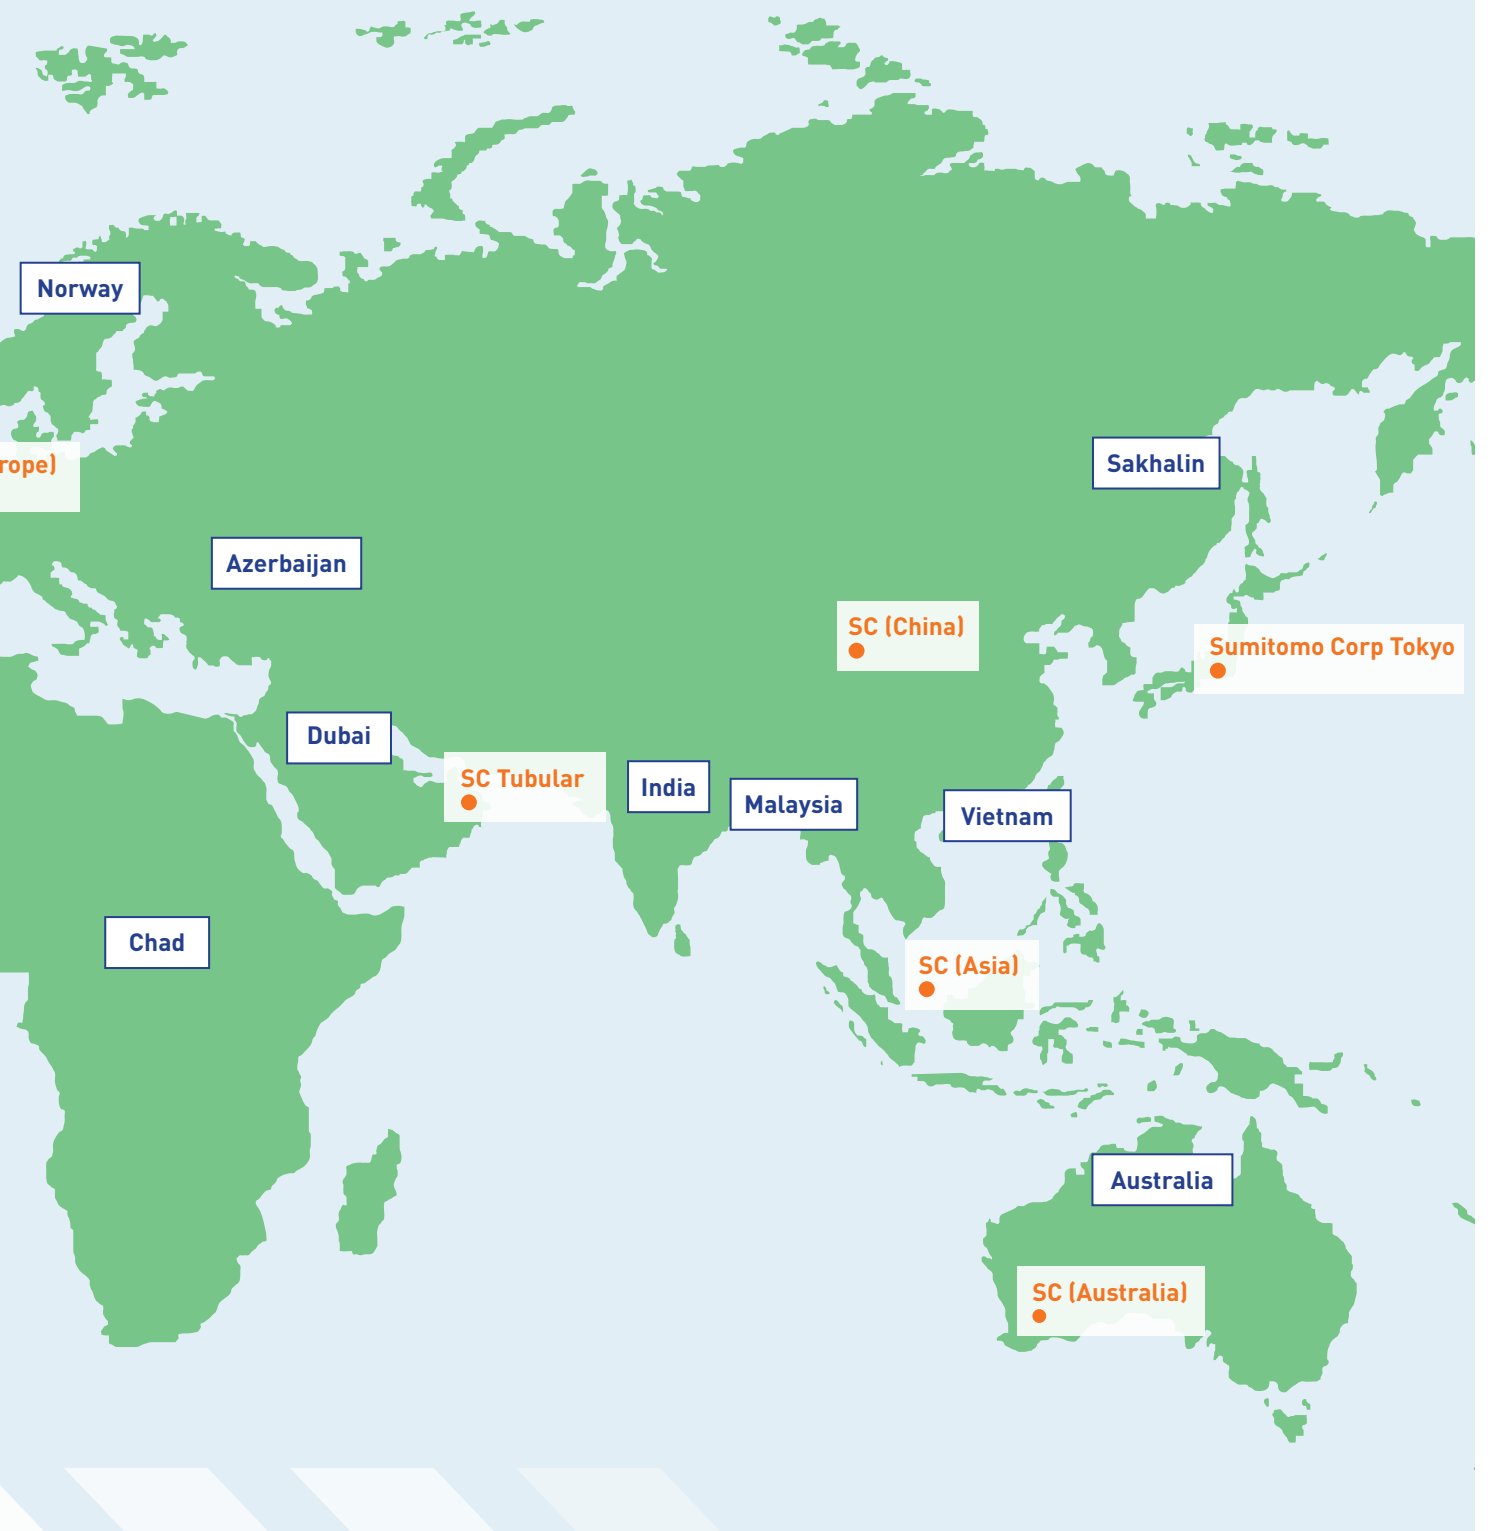 Norway
rope)
Sakhalin
Azerbaijan
SC (China)
Sumitomo Corp Tokyo
Dubai
SC Tubular
India
Malaysia
Vietnam
Chad
SC (Asia)
Australia
SC (Australia)